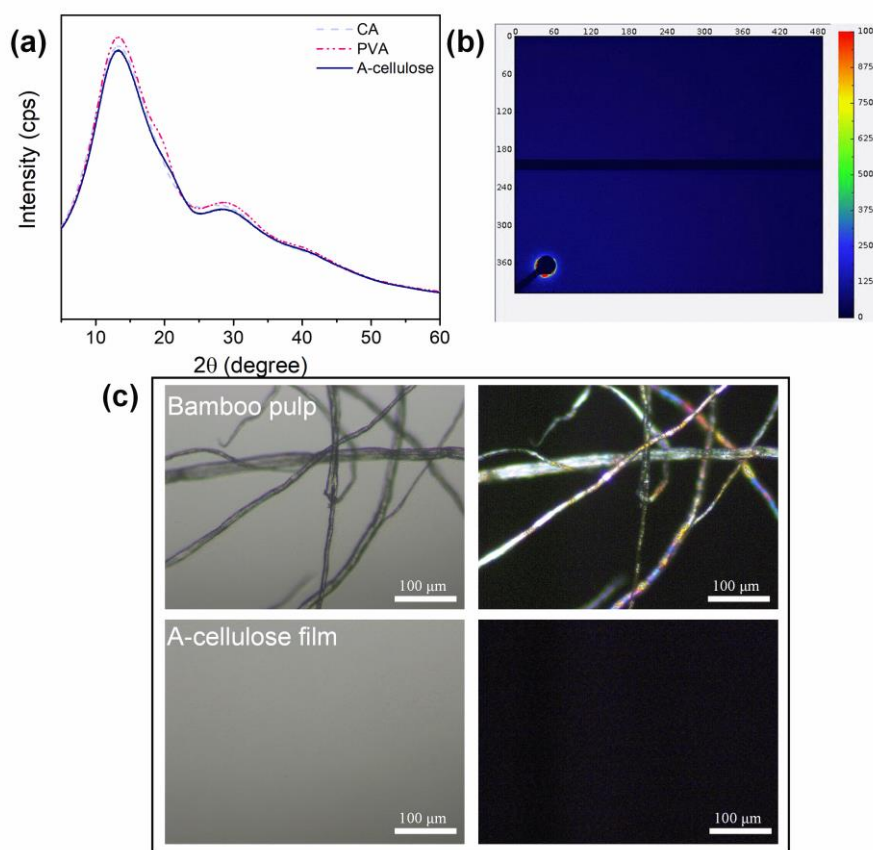 (a)
CA
PVA
A-cellulose
Intensity (cps)
10 20 30 40 50 60
2θ (degree)
(b)
0 60 120 180 240 300 360 420 480
0
60
120
180
240
300
360
1000
875
750
625
500
375
250
125
0
(c)
Bamboo pulp
100 μm
100 μm
A-cellulose film
100 μm
100 μm